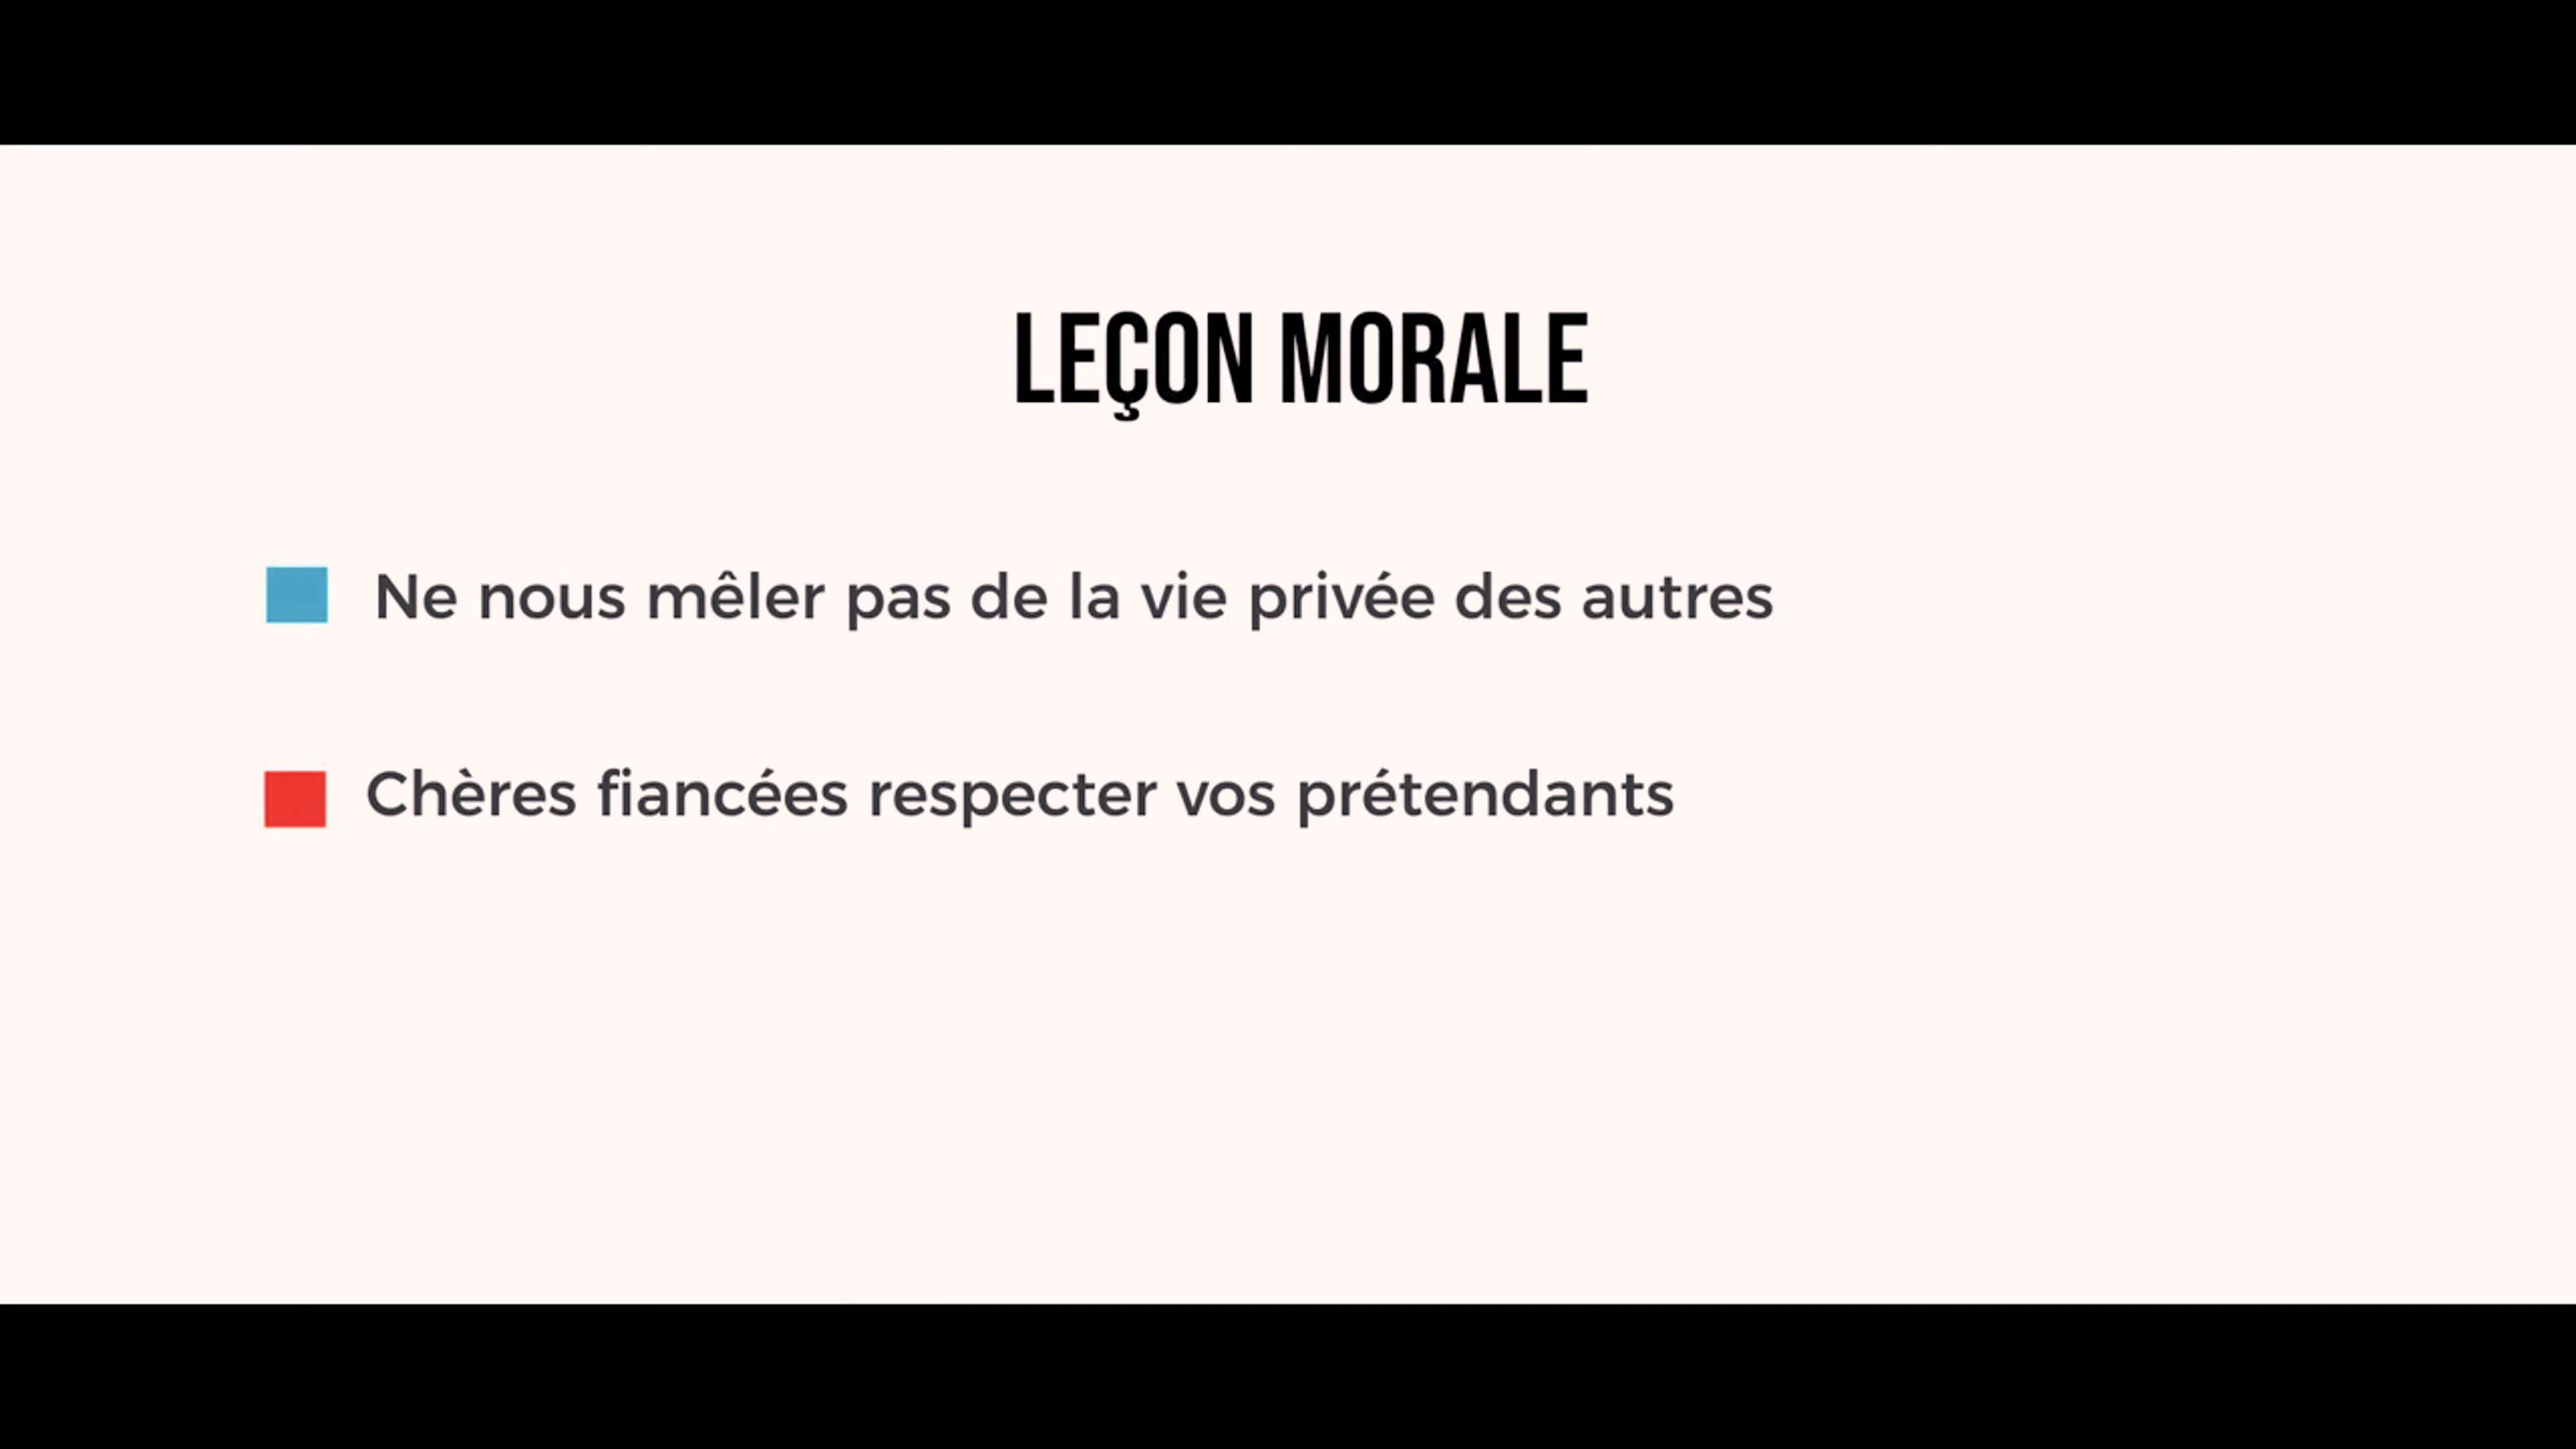 LEÇON MORALE
Ne nous mêler pas de la vie privée des autres
Chères fiancées respecter vos prétendants